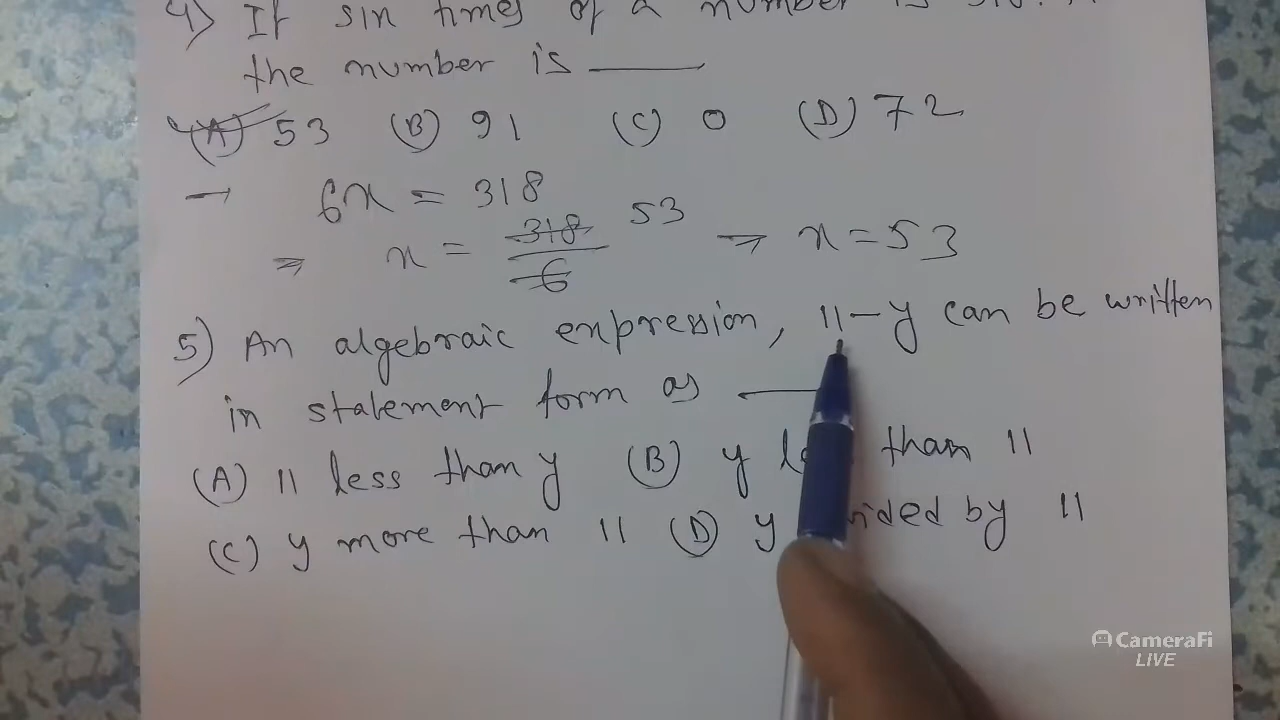 4) If six times of a number is 318. 
the number is ____
(A) 53 (B) 91 (C) 0 (D) 72
→ 6x = 318
⇒ x = 318/6 53 ⇒ x = 53
5) An algebraic expression, 11-y can be written
in statement form as ____
(A) 11 less than y (B) y than 11
(C) y more than 11 (D) y by 11
CameraFi
LIVE